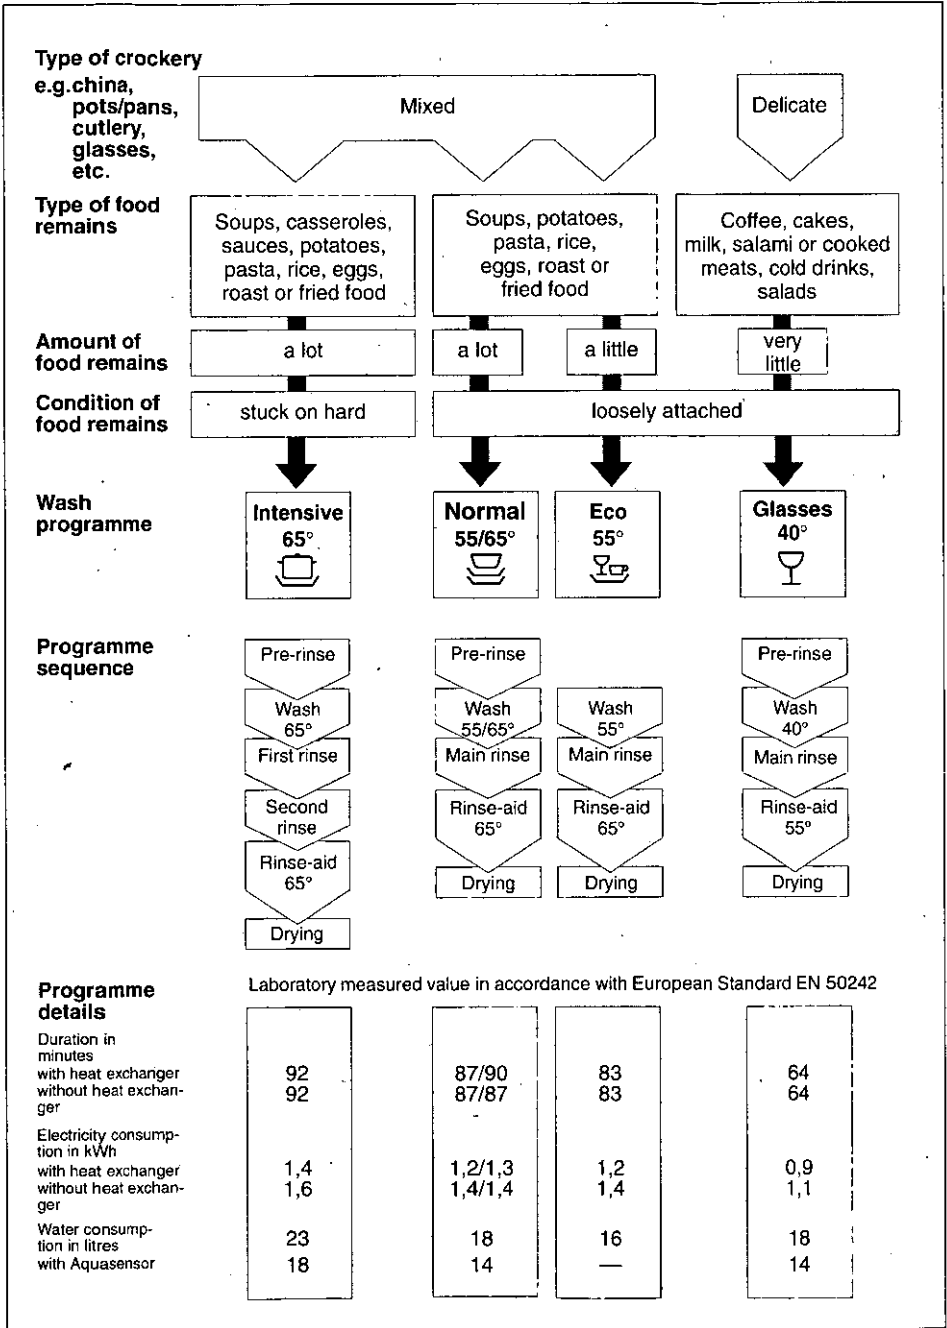 Type of crockery
e.g.china,
pots/pans,
cutlery,
glasses,
etc.
Mixed
Delicate
Type of food
remains
Soups, casseroles,
sauces, potatoes,
pasta, rice, eggs,
roast or fried food
Soups, potatoes,
pasta, rice,
eggs, roast or
fried food
Coffee, cakes,
milk, salami or cooked
meats, cold drinks,
salads
Amount of
food remains
a lot
a lot
a little
very
little
Condition of
food remains
stuck on hard
loosely attached
Wash
programme
Intensive
65°
Normal
55/65°
Eco
55°
Glasses
40°
Programme
sequence
Pre-rinse
Wash
65°
First rinse
Second
rinse
Rinse-aid
65°
Drying
Pre-rinse
Wash
55/65°
Main rinse
Rinse-aid
65°
Drying
Wash
55°
Main rinse
Rinse-aid
65°
Drying
Pre-rinse
Wash
40°
Main rinse
Rinse-aid
55°
Drying
Programme
details
Laboratory measured value in accordance with European Standard EN 50242
Duration in
minutes
with heat exchanger 92 87/90 83 64
without heat exchan- 92 87/87 83 64
ger
Electricity consump-
tion in kWh
with heat exchanger 1,4 1,2/1,3 1,2 0,9
without heat exchan- 1,6 1,4/1,4 1,4 1,1
ger
Water consump-
tion in litres 23 18 16 18
with Aquasensor 18 14 — 14